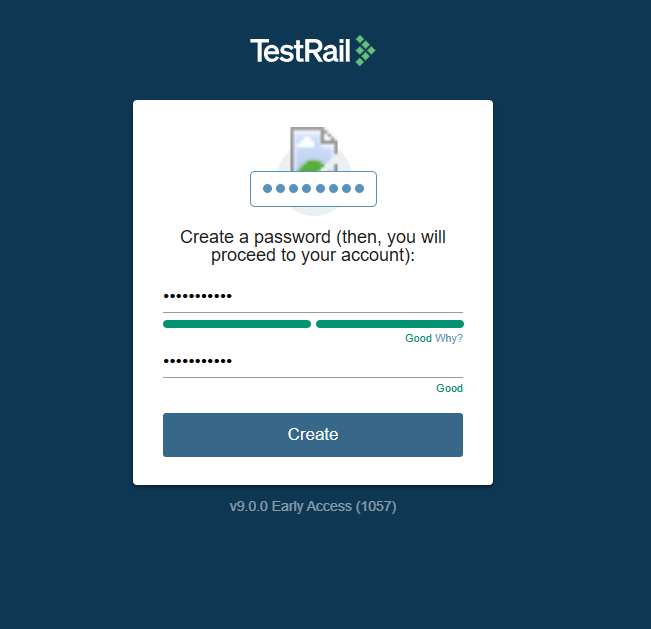 TestRail
Create a password (then, you will
proceed to your account):
•••••••••••
Good Why?
•••••••••••
Good
Create
v9.0.0 Early Access (1057)